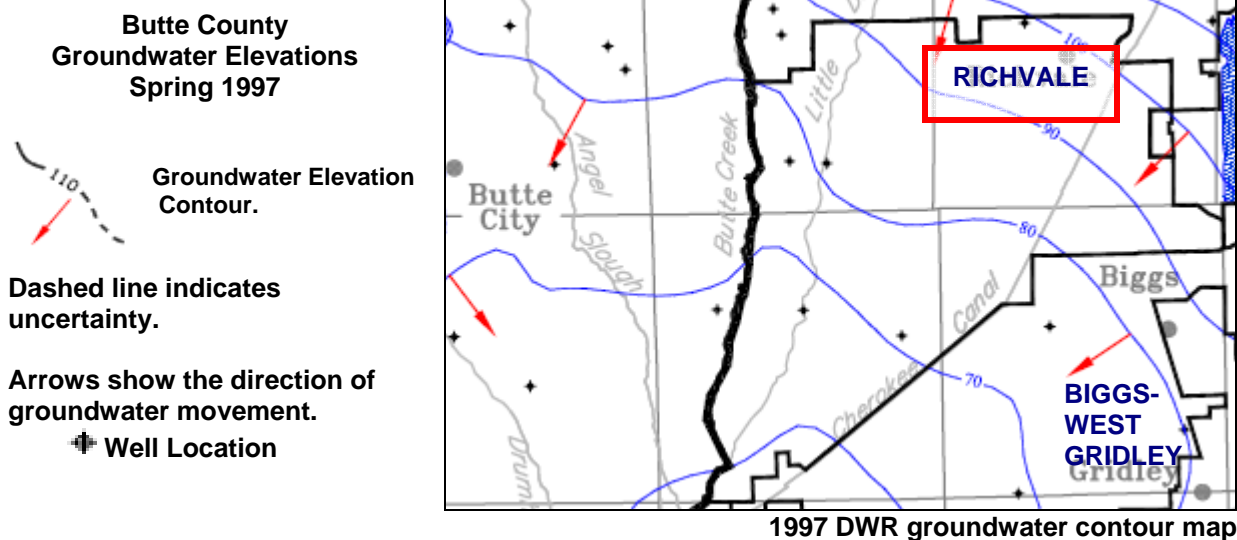 Butte County
Groundwater Elevations
Spring 1997
110
Groundwater Elevation
Contour.
Dashed line indicates
uncertainty.
Arrows show the direction of
groundwater movement.
Well Location
100
RICHVALE
90
Little
Angel
Slough
Butte Creek
Butte
City
80
Biggs
Canal
Cherokee
70
BIGGS-
WEST
GRIDLEY
Gridley
1997 DWR groundwater contour map